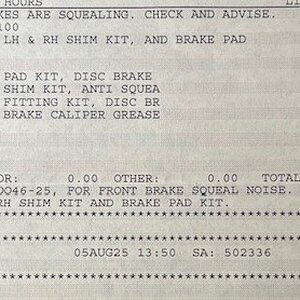 HOURS
KES ARE SQUEALING. CHECK AND ADVISE.
100
LH & RH SHIM KIT, AND BRAKE PAD
PAD KIT, DISC BRAKE
SHIM KIT, ANTI SQUEA
FITTING KIT, DISC BR
BRAKE CALIPER GREASE
OR: 0.00 OTHER: 0.00 TOTAL
0046-25, FOR FRONT BRAKE SQUEAL NOISE.
RH SHIM KIT AND BRAKE PAD KIT.
****************************************
****************************************
05AUG25 13:50 SA: 502336
****************************************